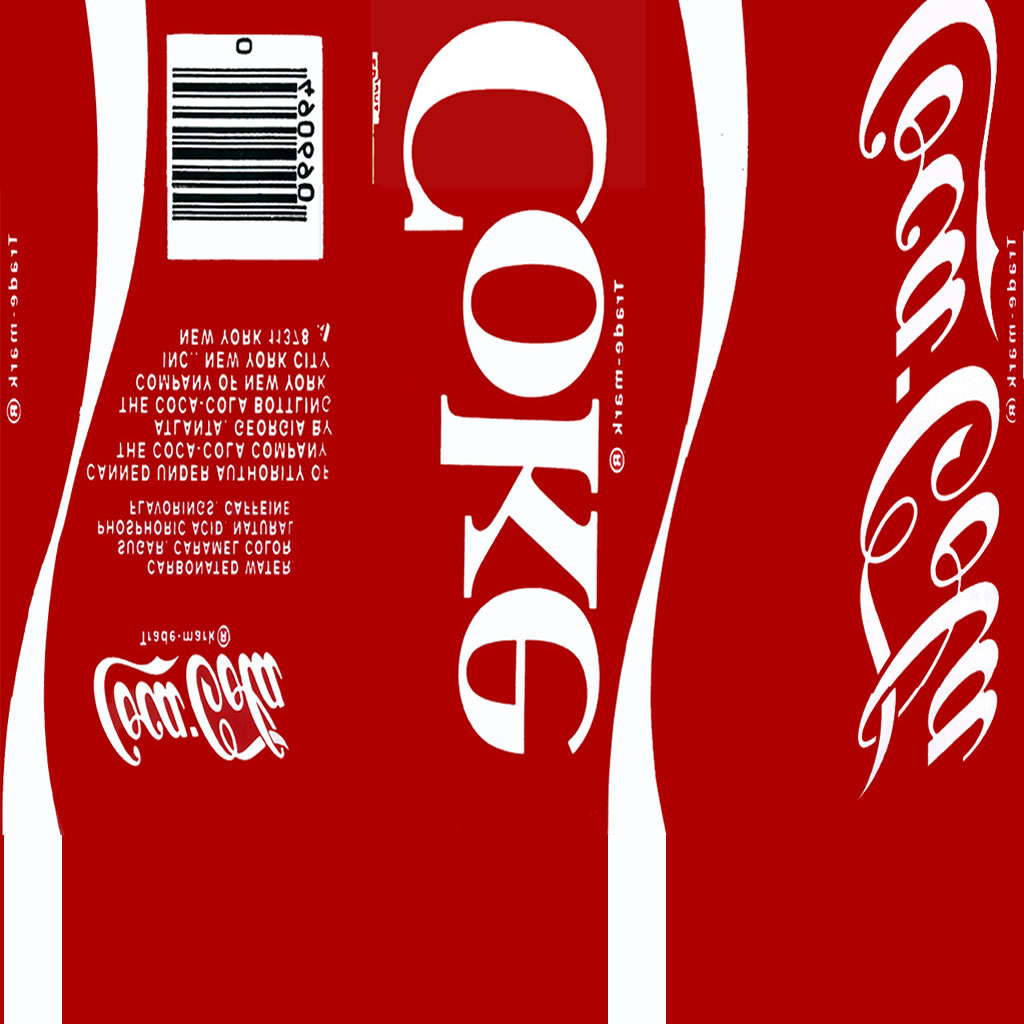 Trade-mark ®
0
490690
Coca-Cola
Trade-mark ®
CARBONATED WATER
SUGAR, CARAMEL COLOR
PHOSPHORIC ACID, NATURAL
FLAVORINGS, CAFFEINE
CANNED UNDER AUTHORITY OF
THE COCA-COLA COMPANY
ATLANTA, GEORGIA BY
THE COCA-COLA BOTTLING
COMPANY OF NEW YORK
INC., NEW YORK CITY
NEW YORK 11378
Coke
Trade-mark ®
Coca-Cola
Trade-mark ®